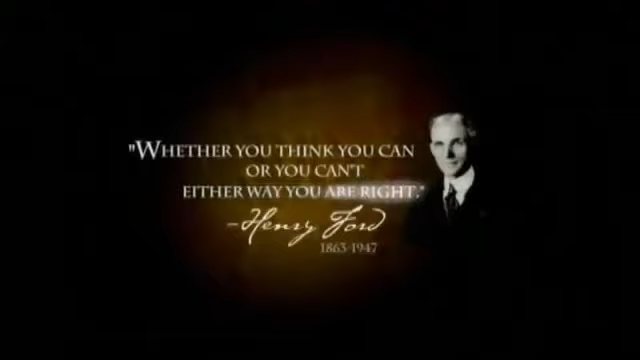 "WHETHER YOU THINK YOU CAN
OR YOU CAN'T
EITHER WAY YOU ARE RIGHT."
-Henry Ford
1863-1947